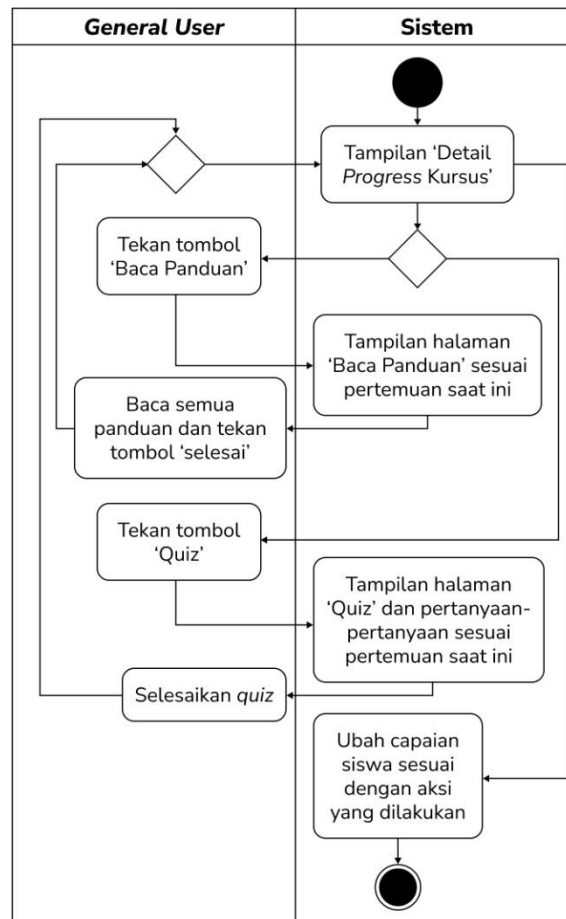 General User
Sistem
Tampilan ‘Detail
Progress Kursus’
Tekan tombol
‘Baca Panduan’
Tampilan halaman
‘Baca Panduan’ sesuai
pertemuan saat ini
Baca semua
panduan dan tekan
tombol ‘selesai’
Tekan tombol
‘Quiz’
Tampilan halaman
‘Quiz’ dan pertanyaan-
pertanyaan sesuai
pertemuan saat ini
Selesaikan quiz
Ubah capaian
siswa sesuai
dengan aksi
yang dilakukan